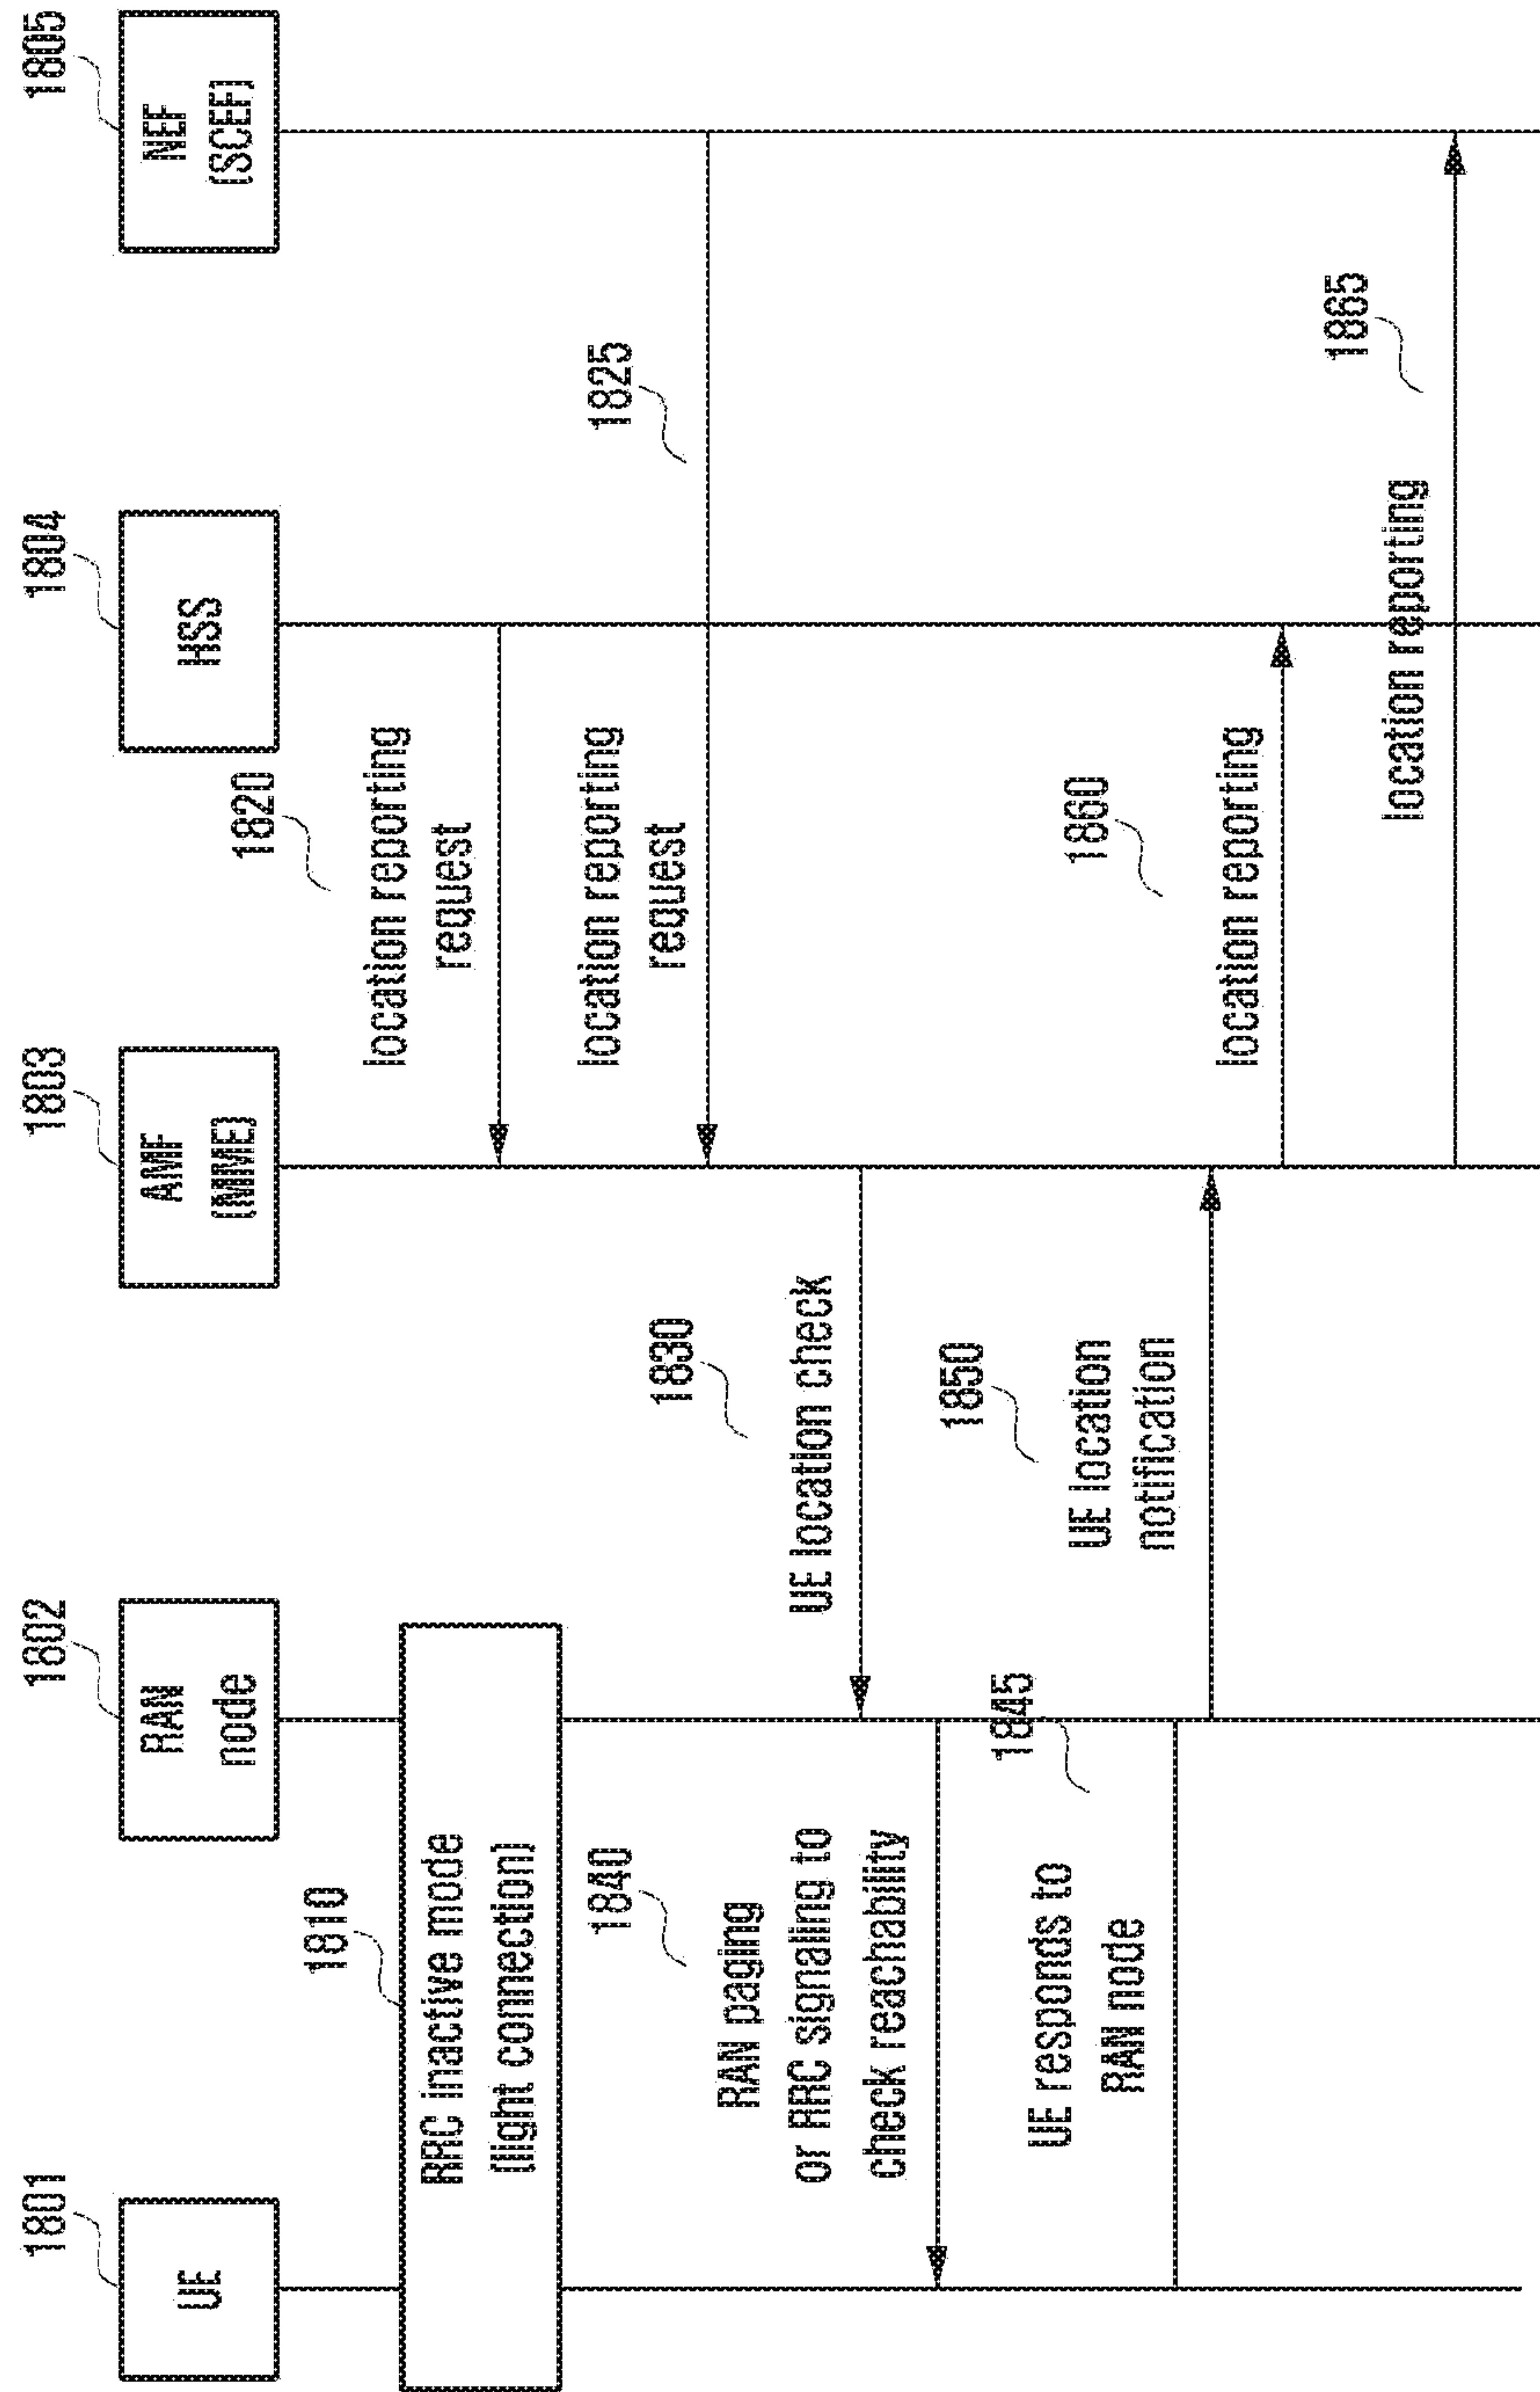 1801
UE
1802
RAN
node
1803
AMF
(MME)
1804
HSS
1805
NEF
(SCEF)
1810
RRC inactive mode
(light connection)
1820
location reporting
request
1825
location reporting
request
1830
UE location check
1840
RAN paging
or RRC signaling to
check reachability
1845
UE responds to
RAN node
1850
UE location
notification
1860
location reporting
1865
location reporting